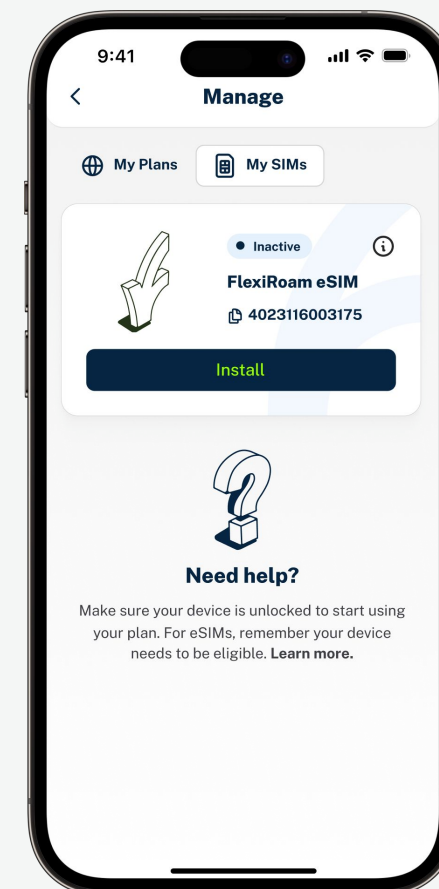 9:41
Manage
My Plans
My SIMs
Inactive
FlexiRoam eSIM
4023116003175
Install
Need help?
Make sure your device is unlocked to start using
your plan. For eSIMs, remember your device
needs to be eligible. Learn more.